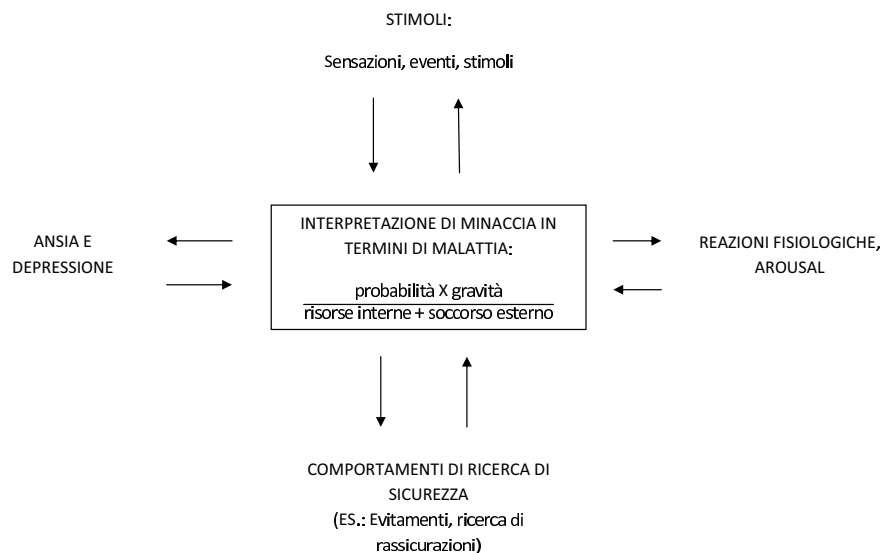 STIMOLI:
Sensazioni, eventi, stimoli
INTERPRETAZIONE DI MINACCIA IN
TERMINI DI MALATTIA:
probabilità X gravità
risorse interne + soccorso esterno
ANSIA E
DEPRESSIONE
REAZIONI FISIOLOGICHE,
AROUSAL
COMPORTAMENTI DI RICERCA DI
SICUREZZA
(ES.: Evitamenti, ricerca di
rassicurazioni)